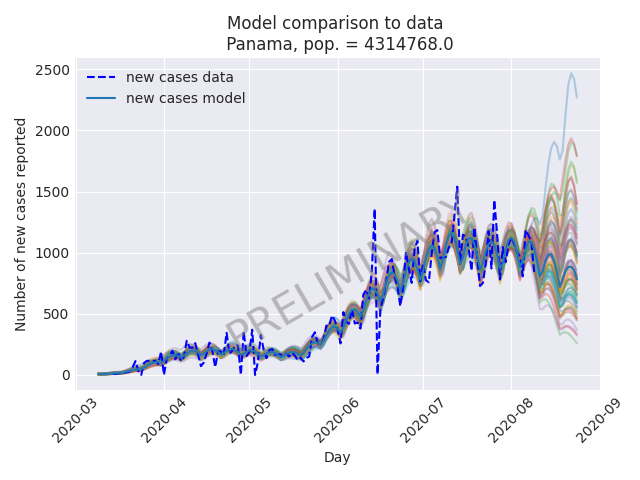 Model comparison to data
Panama, pop. = 4314768.0
new cases data
new cases model
PRELIMINARY
Number of new cases reported
2500
2000
1500
1000
500
0
2020-03
2020-04
2020-05
2020-06
2020-07
2020-08
2020-09
Day